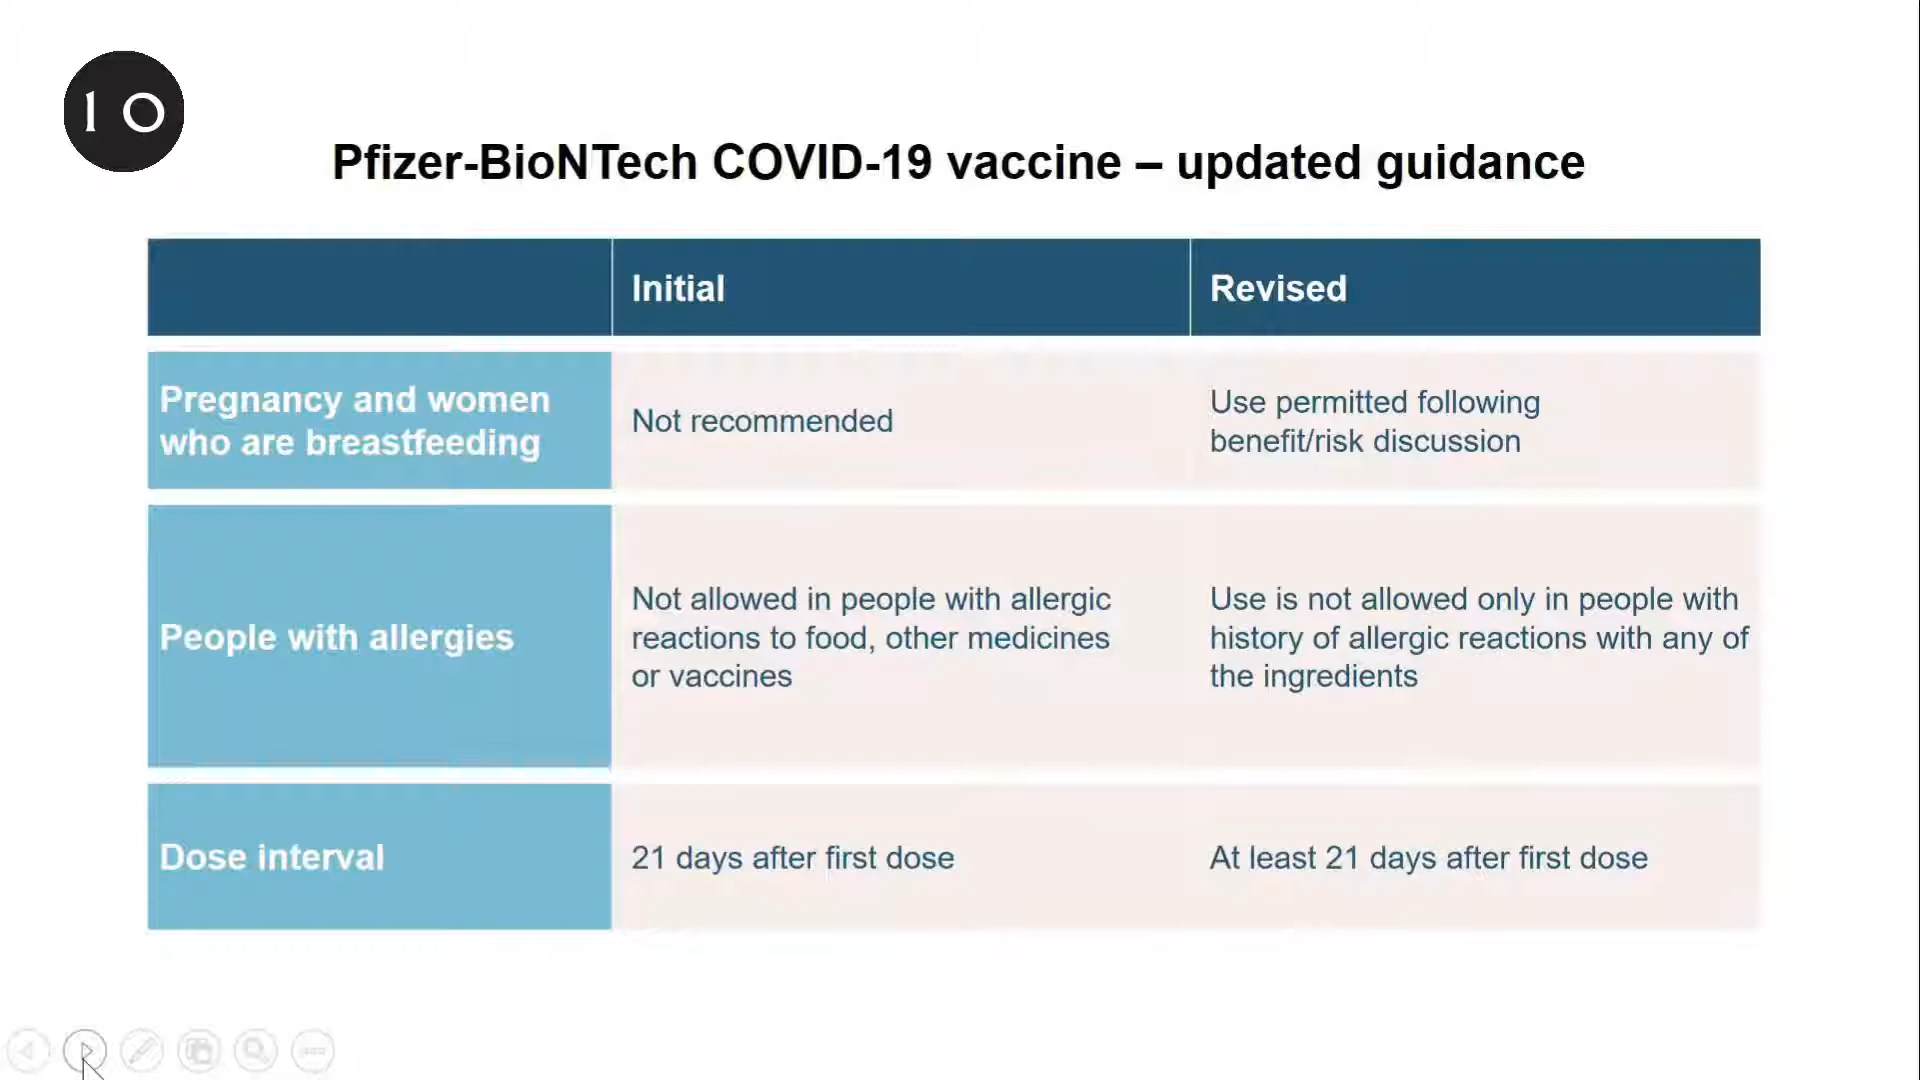 10
Pfizer-BioNTech COVID-19 vaccine – updated guidance
Initial
Revised
Pregnancy and women
who are breastfeeding
Not recommended
Use permitted following
benefit/risk discussion
People with allergies
Not allowed in people with allergic
reactions to food, other medicines
or vaccines
Use is not allowed only in people with
history of allergic reactions with any of
the ingredients
Dose interval
21 days after first dose
At least 21 days after first dose